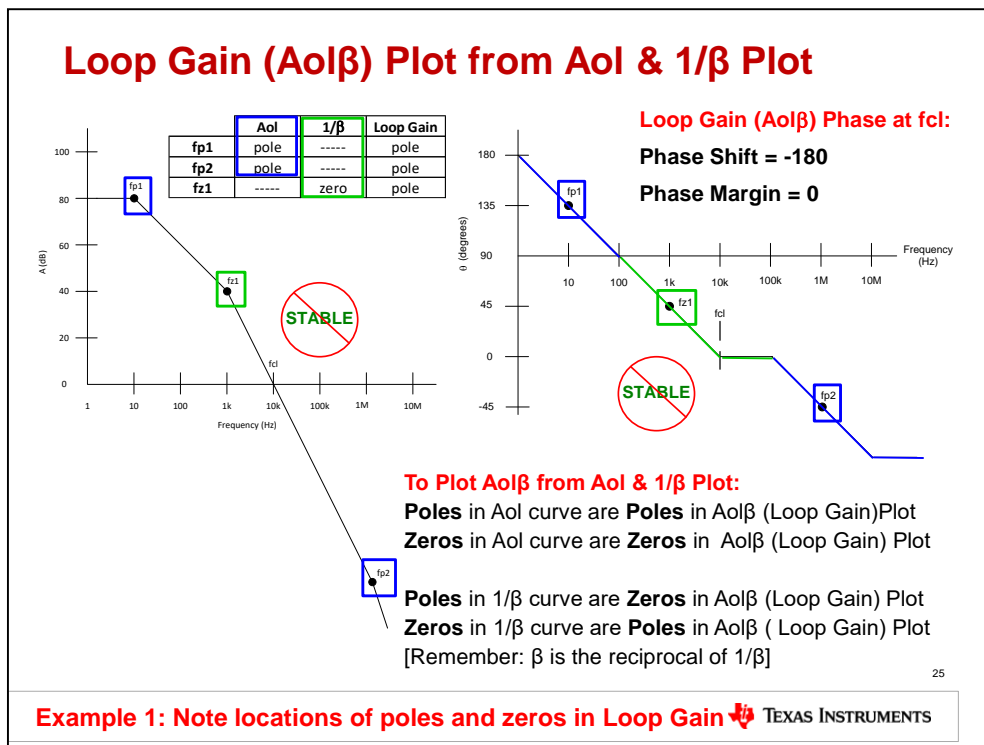 Loop Gain (Aolβ) Plot from Aol & 1/β Plot
Aol 1/β Loop Gain
fp1 pole ----- pole
fp2 pole ----- pole
fz1 ----- zero pole
100
80
60
40
20
0
A (dB)
fp1
fz1
STABLE
fcl
1 10 100 1k 10k 100k 1M 10M
Frequency (Hz)
fp2
Loop Gain (Aolβ) Phase at fcl:
Phase Shift = -180
Phase Margin = 0
180
135
90
45
0
-45
θ (degrees)
fp1
Frequency
(Hz)
10 100 1k 10k 100k 1M 10M
fz1
fcl
STABLE
fp2
To Plot Aolβ from Aol & 1/β Plot:
Poles in Aol curve are Poles in Aolβ (Loop Gain)Plot
Zeros in Aol curve are Zeros in Aolβ (Loop Gain) Plot
Poles in 1/β curve are Zeros in Aolβ (Loop Gain) Plot
Zeros in 1/β curve are Poles in Aolβ ( Loop Gain) Plot
[Remember: β is the reciprocal of 1/β]
25
Example 1: Note locations of poles and zeros in Loop Gain
TEXAS INSTRUMENTS